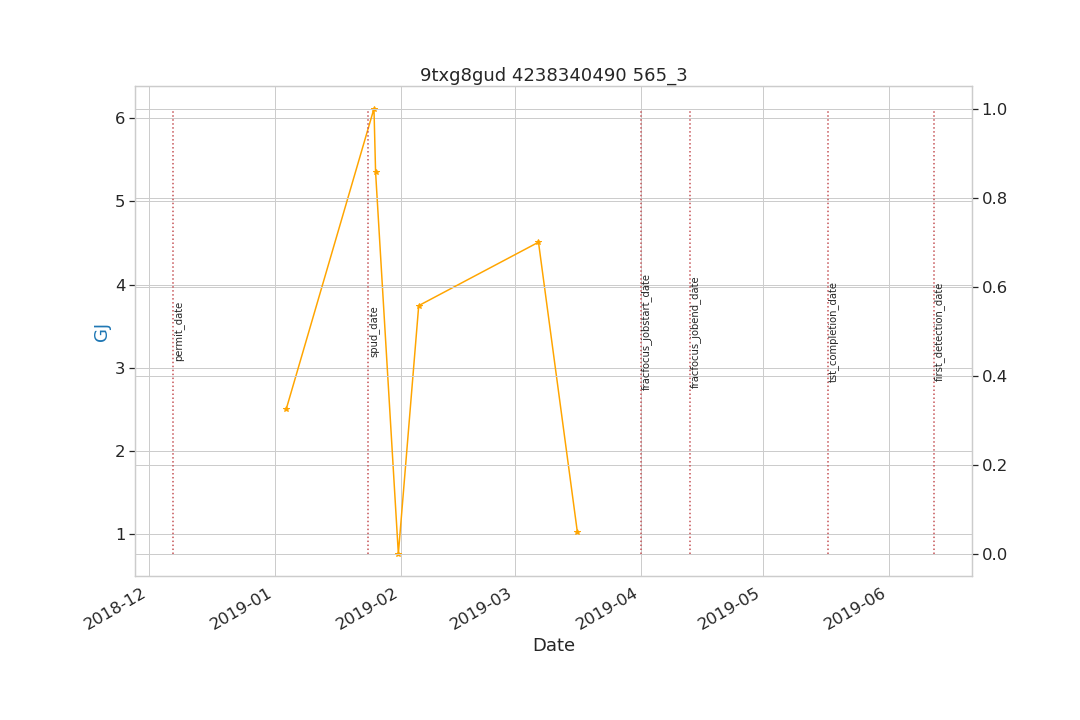 9txg8gud 4238340490 565_3
GJ
6
5
4
3
2
1
1.0
0.8
0.6
0.4
0.2
0.0
permit_date
spud_date
fracfocus_jobstart_date
fracfocus_jobend_date
tst_completion_date
first_detection_date
2018-12
2019-01
2019-02
2019-03
2019-04
2019-05
2019-06
Date